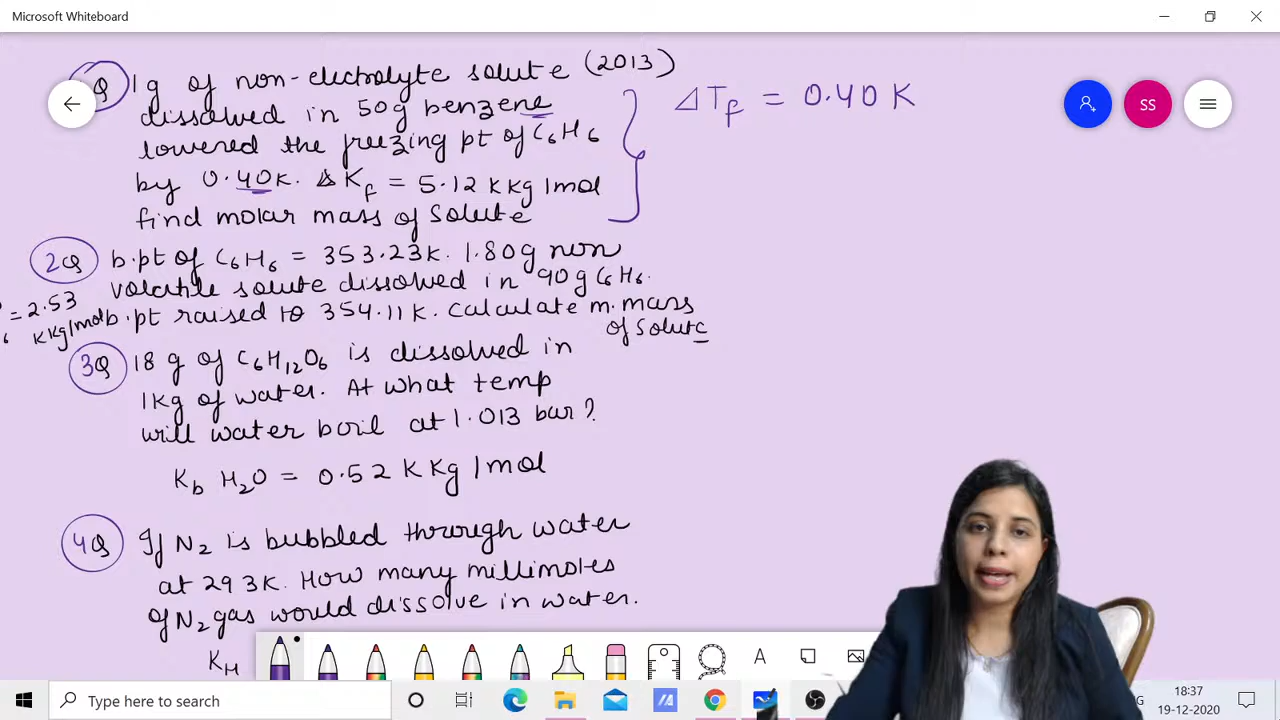 Microsoft Whiteboard
Q 1g of non-electrolyte solute (2013)
dissolved in 50g benzene
lowered the freezing pt of C6H6
by 0.40K. Δ Kf = 5.12 K Kg | mol
find molar mass of Solute
ΔTf = 0.40 K
SS
2Q b.pt of C6H6 = 353.23K. 1.80g non
volatile solute dissolved in 90g C6H6.
= 2.53
K Kg|mol
b.pt raised to 354.11K. Calculate m.mass
of Solute
3Q 18 g of C6H12O6 is dissolved in
1Kg of water. At what temp
will water boil at 1.013 bar?
Kb H2O = 0.52 K Kg | mol
4Q If N2 is bubbled through water
at 293K. How many millimoles
of N2 gas would dissolve in water.
KH
A
Type here to search
G
18:37
19-12-2020